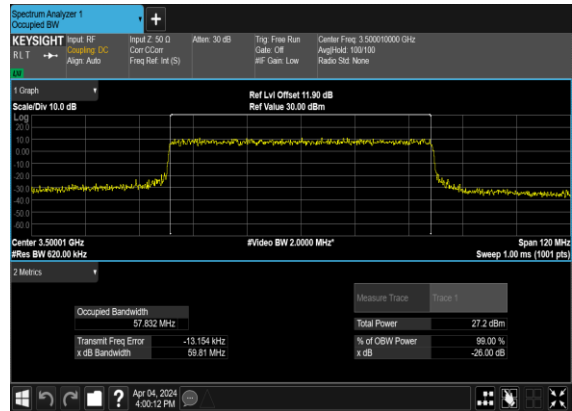 Spectrum Analyzer 1
Occupied BW
+
KEYSIGHT Input: RF Input Z: 50 Ω Atten: 30 dB Trig: Free Run Center Freq: 3.500010000 GHz
RLT Coupling: DC Corr CCorr Gate: Off Avg|Hold: 100/100
Align: Auto Freq Ref: Int (S) #IF Gain: Low Radio Std: None
1 Graph
Scale/Div 10.0 dB Ref Lvl Offset 11.90 dB
Ref Value 30.00 dBm
Log
20.0
10.0
0.00
-10.0
-20.0
-30.0
-40.0
-50.0
-60.0
Center 3.50001 GHz #Video BW 2.0000 MHz* Span 120 MHz
#Res BW 620.00 kHz Sweep 1.00 ms (1001 pts)
2 Metrics
Measure Trace Trace 1
Occupied Bandwidth
57.832 MHz Total Power 27.2 dBm
Transmit Freq Error -13.154 kHz % of OBW Power 99.00 %
x dB Bandwidth 59.81 MHz x dB -26.00 dB
? Apr 04, 2024
4:00:12 PM